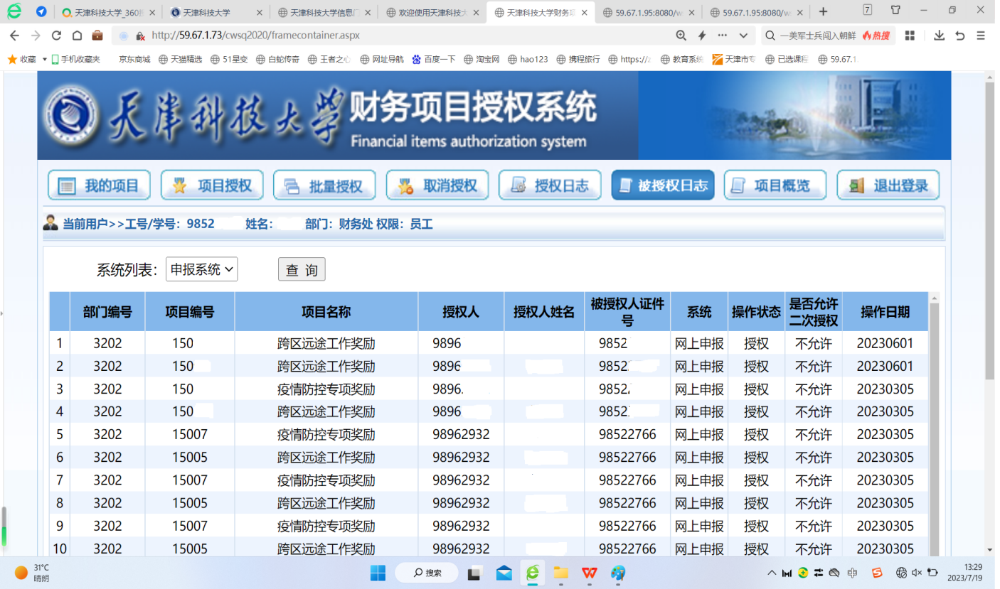 天津科技大学_360搜 天津科技大学 天津科技大学信息门 欢迎使用天津科技大 天津科技大学财务项 59.67.1.95:8080/w 59.67.1.95:8080/w 7
http://59.67.1.73/cwsq2020/framecontainer.aspx 一美军士兵闯入朝鲜 热搜
收藏 手机收藏夹 京东商城 天猫精选 51星变 白蛇传奇 王者之心 网址导航 百度一下 淘宝网 hao123 携程旅行 https://z 教育系统 天津市专 已选课程 59.67.1.
天津科技大学 财务项目授权系统
Financial items authorization system
我的项目 项目授权 批量授权 取消授权 授权日志 被授权日志 项目概览 退出登录
当前用户>>工号/学号：9852 姓名： 部门：财务处 权限：员工
系统列表： 申报系统 查 询
部门编号 项目编号 项目名称 授权人 授权人姓名 被授权人证件号 系统 操作状态 是否允许二次授权 操作日期
1 3202 150 跨区远途工作奖励 9896 9852 网上申报 授权 不允许 20230601
2 3202 150 跨区远途工作奖励 9896 9852 网上申报 授权 不允许 20230601
3 3202 150 疫情防控专项奖励 9896 9852 网上申报 授权 不允许 20230305
4 3202 150 跨区远途工作奖励 9896 9852 网上申报 授权 不允许 20230305
5 3202 15007 疫情防控专项奖励 98962932 98522766 网上申报 授权 不允许 20230305
6 3202 15005 跨区远途工作奖励 98962932 98522766 网上申报 授权 不允许 20230305
7 3202 15007 疫情防控专项奖励 98962932 98522766 网上申报 授权 不允许 20230305
8 3202 15005 跨区远途工作奖励 98962932 98522766 网上申报 授权 不允许 20230305
9 3202 15007 疫情防控专项奖励 98962932 98522766 网上申报 授权 不允许 20230305
10 3202 15005 跨区远途工作奖励 98962932 98522766 网上申报 授权 不允许 20230305
31°C
晴朗
搜索
中
13:29
2023/7/19